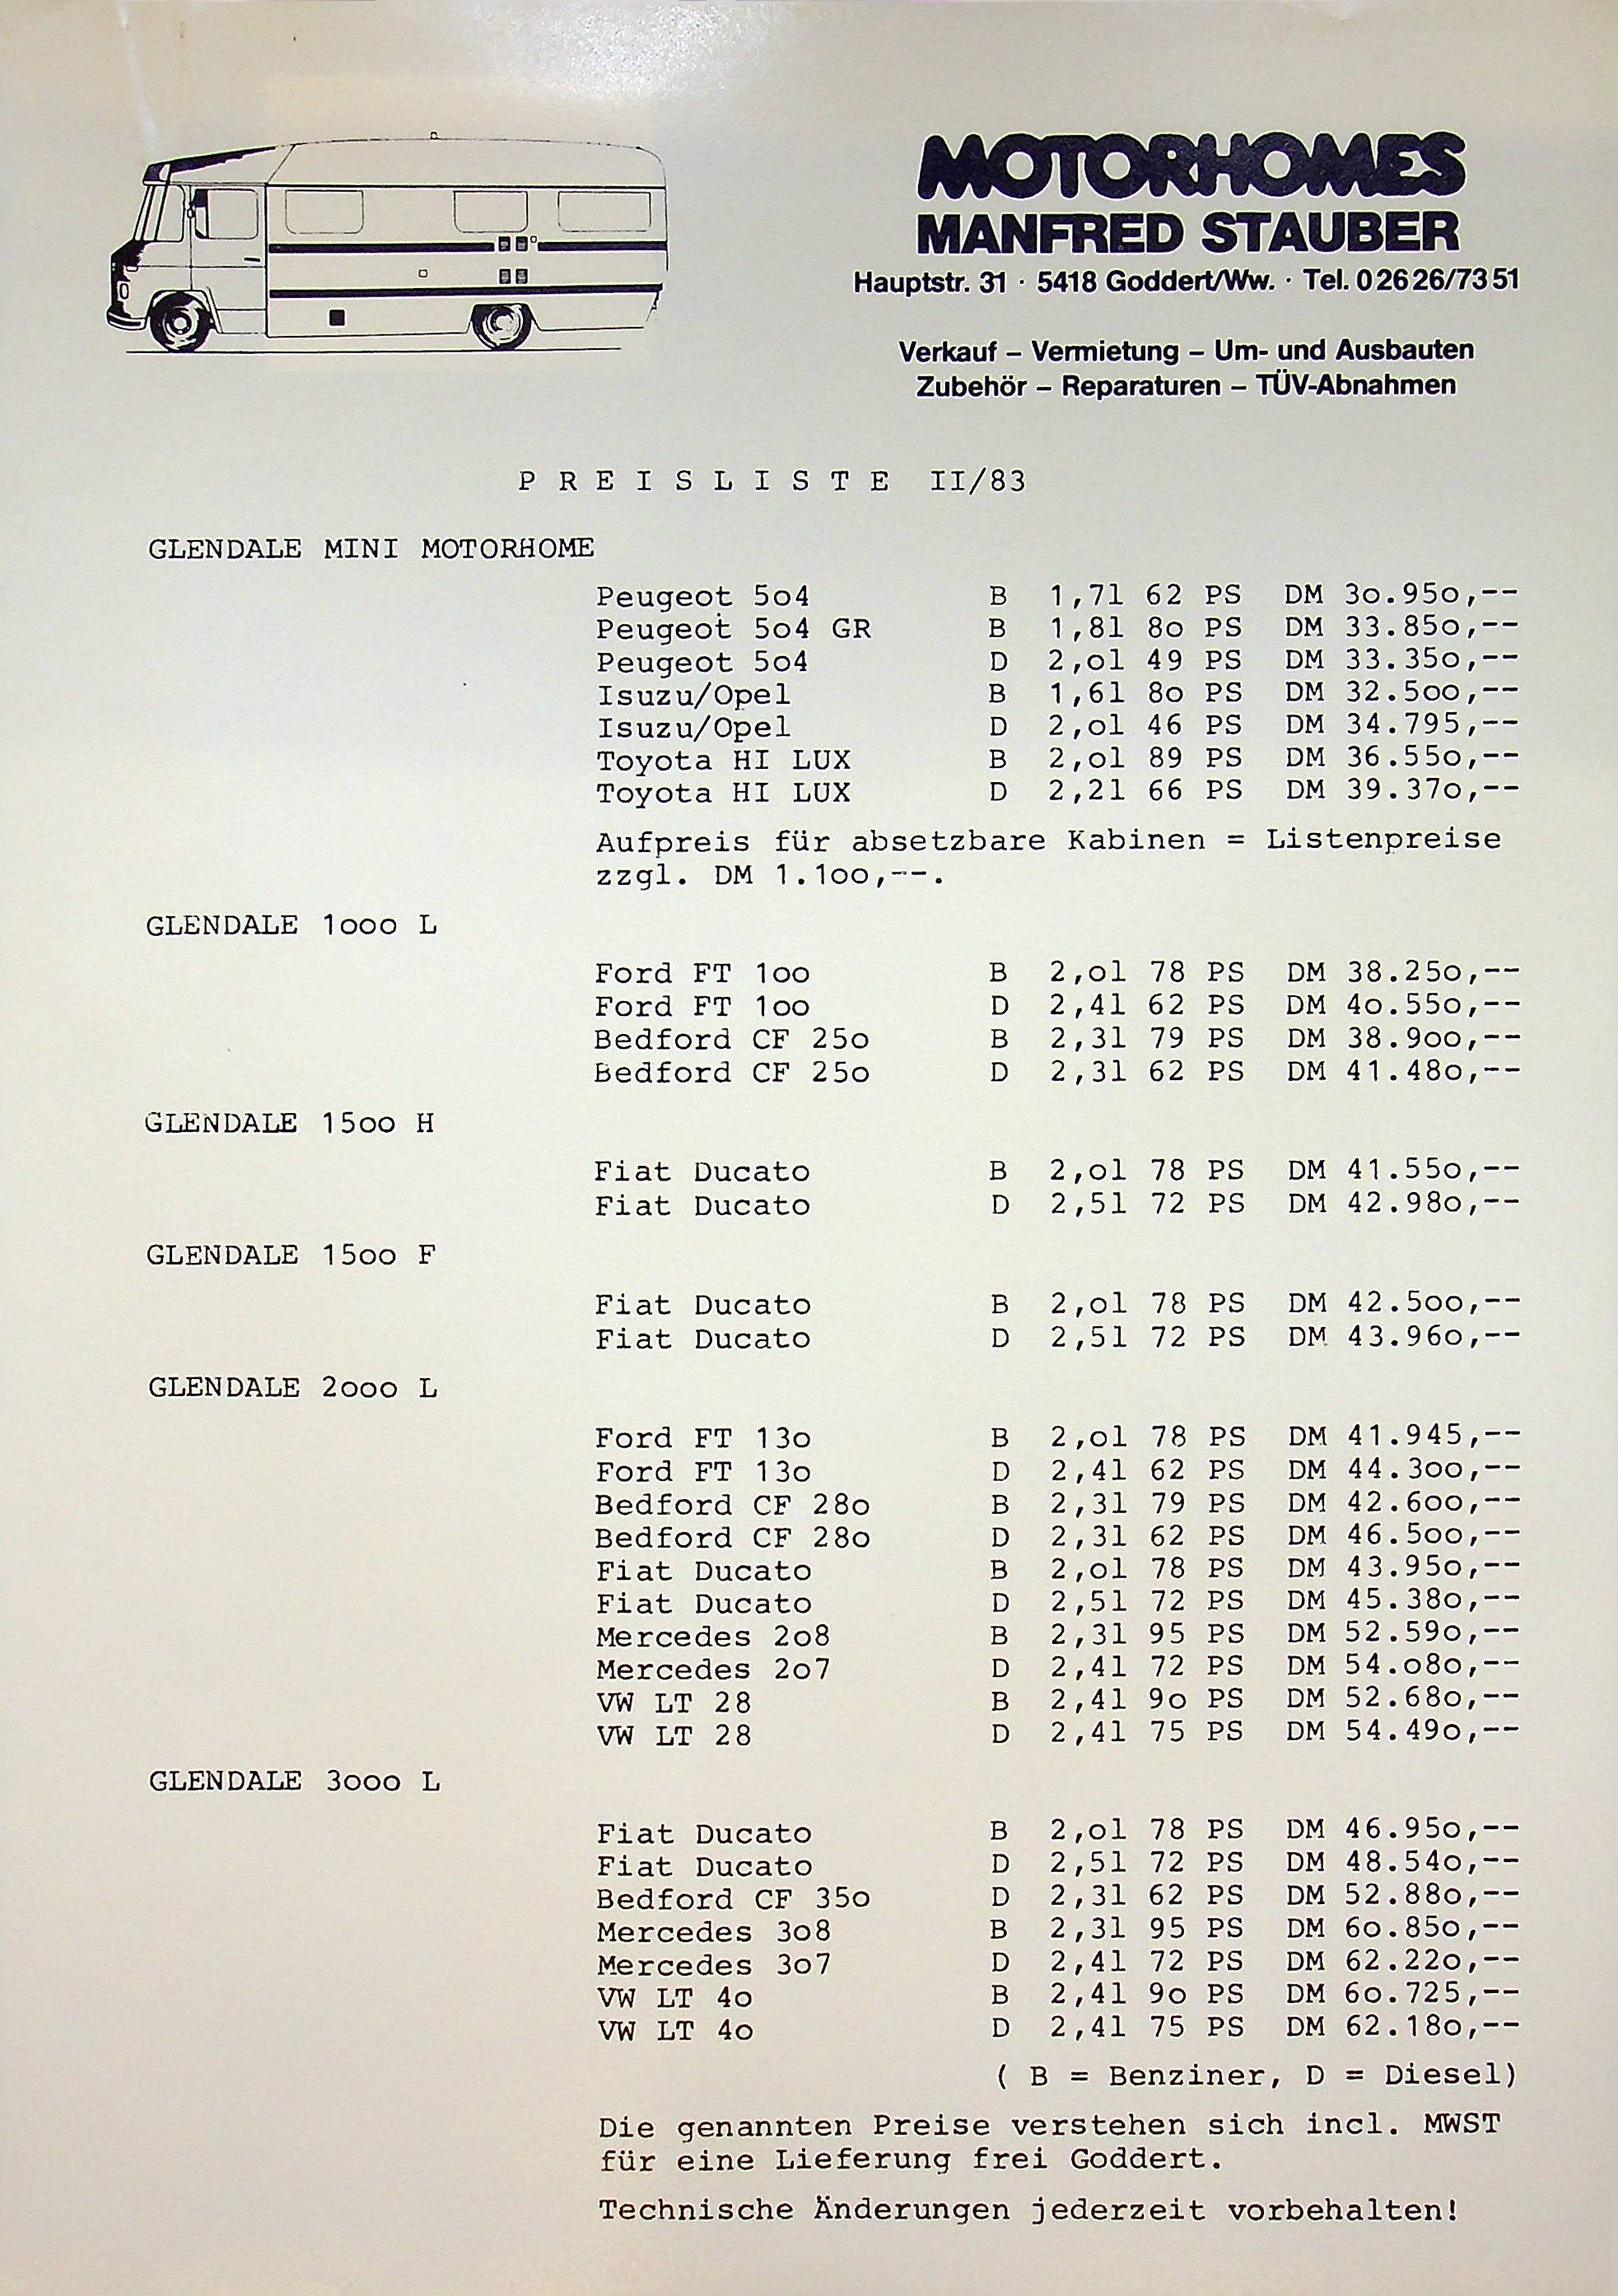 MOTORHOMES
MANFRED STAUBER
Hauptstr. 31 · 5418 Goddert/Ww. · Tel. 02626/7351
Verkauf – Vermietung – Um- und Ausbauten
Zubehör – Reparaturen – TÜV-Abnahmen
PREISLISTE II/83
GLENDALE MINI MOTORHOME
Peugeot 5o4 B 1,7l 62 PS DM 3o.95o,--
Peugeot 5o4 GR B 1,8l 8o PS DM 33.85o,--
Peugeot 5o4 D 2,ol 49 PS DM 33.35o,--
Isuzu/Opel B 1,6l 8o PS DM 32.5oo,--
Isuzu/Opel D 2,ol 46 PS DM 34.795,--
Toyota HI LUX B 2,ol 89 PS DM 36.55o,--
Toyota HI LUX D 2,2l 66 PS DM 39.37o,--
Aufpreis für absetzbare Kabinen = Listenpreise
zzgl. DM 1.1oo,--.
GLENDALE 1ooo L
Ford FT 1oo B 2,ol 78 PS DM 38.25o,--
Ford FT 1oo D 2,4l 62 PS DM 4o.55o,--
Bedford CF 25o B 2,3l 79 PS DM 38.9oo,--
Bedford CF 25o D 2,3l 62 PS DM 41.48o,--
GLENDALE 15oo H
Fiat Ducato B 2,ol 78 PS DM 41.55o,--
Fiat Ducato D 2,5l 72 PS DM 42.98o,--
GLENDALE 15oo F
Fiat Ducato B 2,ol 78 PS DM 42.5oo,--
Fiat Ducato D 2,5l 72 PS DM 43.96o,--
GLENDALE 2ooo L
Ford FT 13o B 2,ol 78 PS DM 41.945,--
Ford FT 13o D 2,4l 62 PS DM 44.3oo,--
Bedford CF 28o B 2,3l 79 PS DM 42.6oo,--
Bedford CF 28o D 2,3l 62 PS DM 46.5oo,--
Fiat Ducato B 2,ol 78 PS DM 43.95o,--
Fiat Ducato D 2,5l 72 PS DM 45.38o,--
Mercedes 2o8 B 2,3l 95 PS DM 52.59o,--
Mercedes 2o7 D 2,4l 72 PS DM 54.o8o,--
VW LT 28 B 2,4l 9o PS DM 52.68o,--
VW LT 28 D 2,4l 75 PS DM 54.49o,--
GLENDALE 3ooo L
Fiat Ducato B 2,ol 78 PS DM 46.95o,--
Fiat Ducato D 2,5l 72 PS DM 48.54o,--
Bedford CF 35o D 2,3l 62 PS DM 52.88o,--
Mercedes 3o8 B 2,3l 95 PS DM 6o.85o,--
Mercedes 3o7 D 2,4l 72 PS DM 62.22o,--
VW LT 4o B 2,4l 9o PS DM 6o.725,--
VW LT 4o D 2,4l 75 PS DM 62.18o,--
( B = Benziner, D = Diesel)
Die genannten Preise verstehen sich incl. MWST
für eine Lieferung frei Goddert.
Technische Änderungen jederzeit vorbehalten!